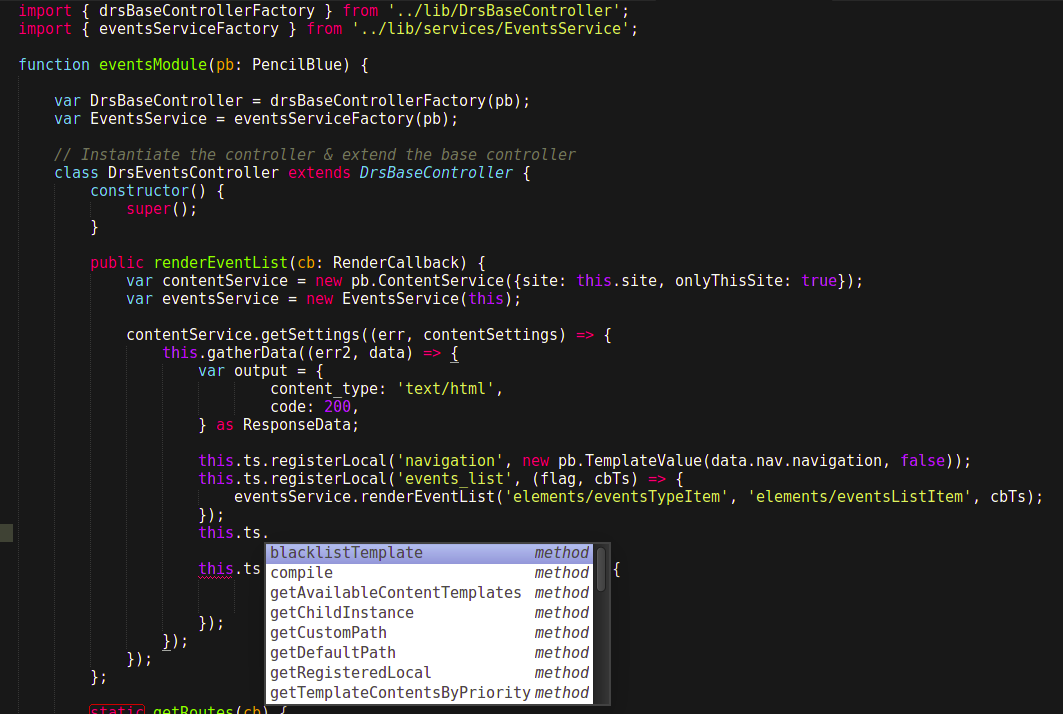 import { drsBaseControllerFactory } from '../lib/DrsBaseController';
import { eventsServiceFactory } from '../lib/services/EventsService';
function eventsModule(pb: PencilBlue) {
var DrsBaseController = drsBaseControllerFactory(pb);
var EventsService = eventsServiceFactory(pb);
// Instantiate the controller & extend the base controller
class DrsEventsController extends DrsBaseController {
constructor() {
super();
}
public renderEventList(cb: RenderCallback) {
var contentService = new pb.ContentService({site: this.site, onlyThisSite: true});
var eventsService = new EventsService(this);
contentService.getSettings((err, contentSettings) => {
this.gatherData((err2, data) => {
var output = {
content_type: 'text/html',
code: 200,
} as ResponseData;
this.ts.registerLocal('navigation', new pb.TemplateValue(data.nav.navigation, false));
this.ts.registerLocal('events_list', (flag, cbTs) => {
eventsService.renderEventList('elements/eventsTypeItem', 'elements/eventsListItem', cbTs);
});
this.ts.
blacklistTemplate method
this.ts {
compile method
getAvailableContentTemplates method
getChildInstance method
});
getCustomPath method
});
getDefaultPath method
});
getRegisteredLocal method
};
getTemplateContentsByPriority method
static getRoutes(cb) {